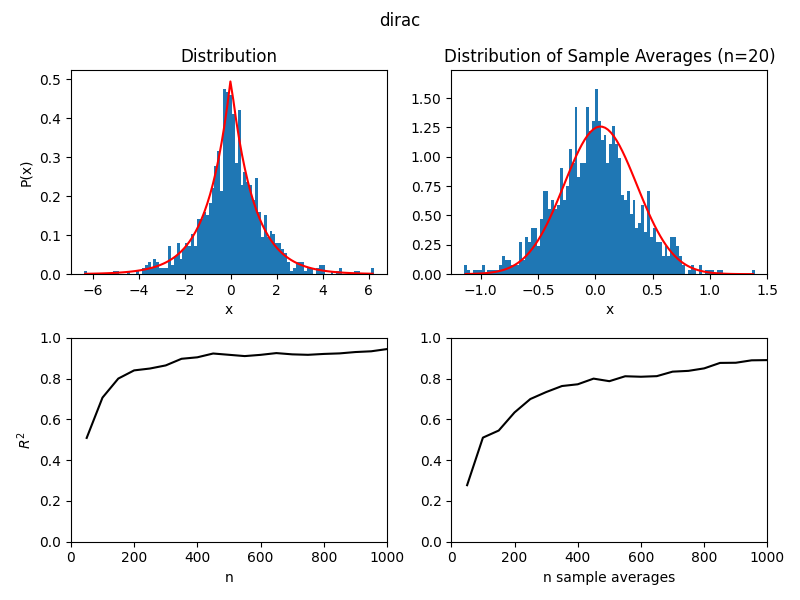 dirac
Distribution
Distribution of Sample Averages (n=20)
P(x)
0.5
0.4
0.3
0.2
0.1
0.0
−6 −4 −2 0 2 4 6
x
1.50
1.25
1.00
0.75
0.50
0.25
0.00
−1.0 −0.5 0.0 0.5 1.0 1.5
x
R²
1.0
0.8
0.6
0.4
0.2
0.0
0 200 400 600 800 1000
n
1.0
0.8
0.6
0.4
0.2
0.0
0 200 400 600 800 1000
n sample averages